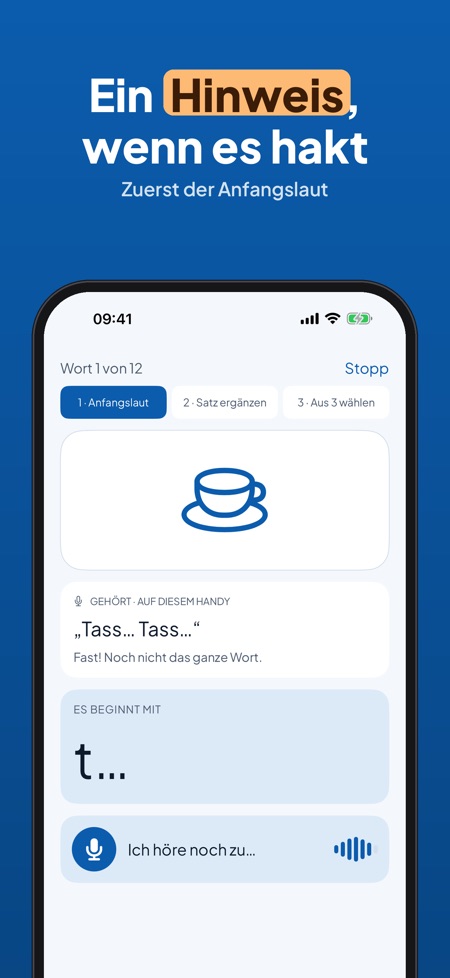 Ein Hinweis,
wenn es hakt
Zuerst der Anfangslaut
09:41
Wort 1 von 12
Stopp
1 · Anfangslaut
2 · Satz ergänzen
3 · Aus 3 wählen
GEHÖRT · AUF DIESEM HANDY
„Tass... Tass...“
Fast! Noch nicht das ganze Wort.
ES BEGINNT MIT
t...
Ich höre noch zu...